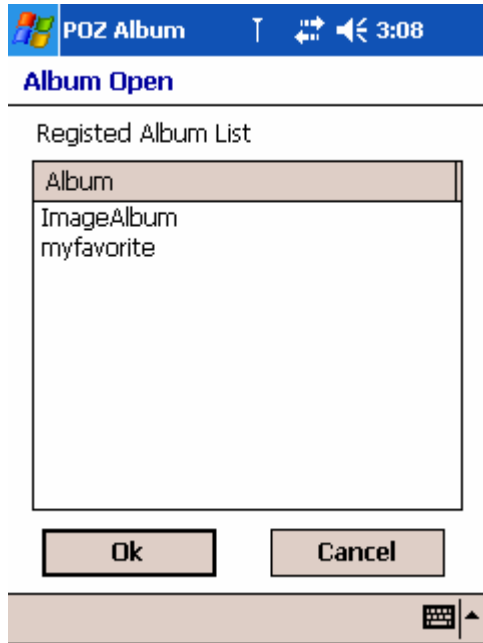 POZ Album 3:08
Album Open
Registed Album List
Album
ImageAlbum
myfavorite
Ok Cancel